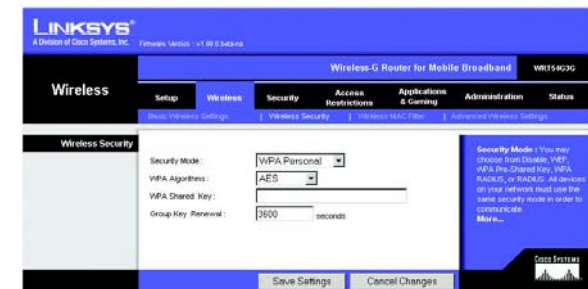 LINKSYS®
A Division of Cisco Systems, Inc.
Wireless-G Router for Mobile Broadband WRT54G3G
Wireless
Setup Wireless Security Access Restrictions Applications & Gaming Administration Status
Basic Wireless Settings | Wireless Security | Wireless MAC Filter | Advanced Wireless Settings
Wireless Security
Security Mode: WPA Personal
WPA Algorithms: AES
WPA Shared Key:
Group Key Renewal: 3600 seconds
Security Mode : You may
choose from Disable, WEP,
WPA Pre-Shared Key, WPA
RADIUS, or RADIUS. All devices
on your network must use the
same security mode in order to
communicate.
More...
CISCO SYSTEMS
Save Settings Cancel Changes